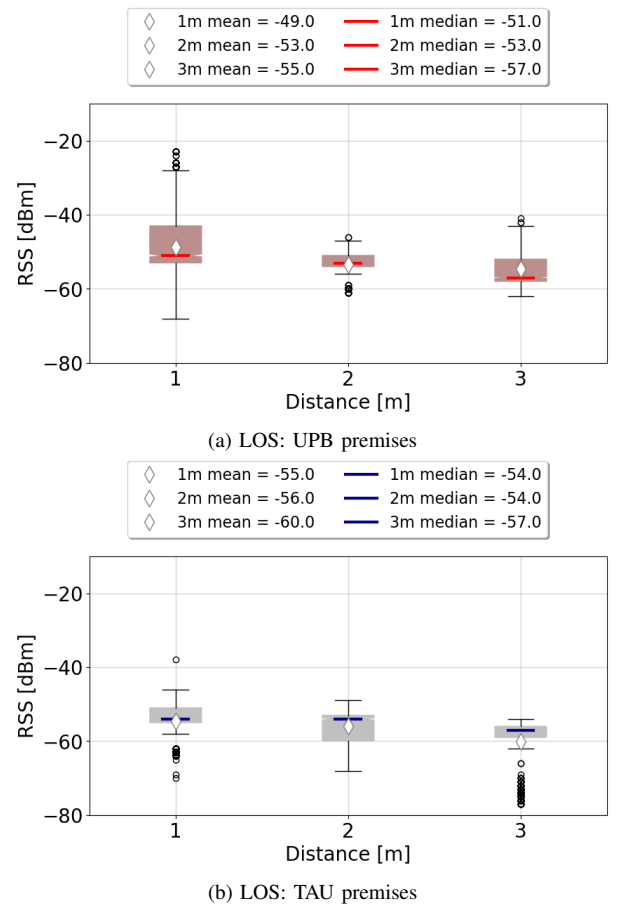 1m mean = -49.0 1m median = -51.0
2m mean = -53.0 2m median = -53.0
3m mean = -55.0 3m median = -57.0
−20
−40
−60
−80
RSS [dBm]
1 2 3
Distance [m]
(a) LOS: UPB premises
1m mean = -55.0 1m median = -54.0
2m mean = -56.0 2m median = -54.0
3m mean = -60.0 3m median = -57.0
−20
−40
−60
−80
RSS [dBm]
1 2 3
Distance [m]
(b) LOS: TAU premises